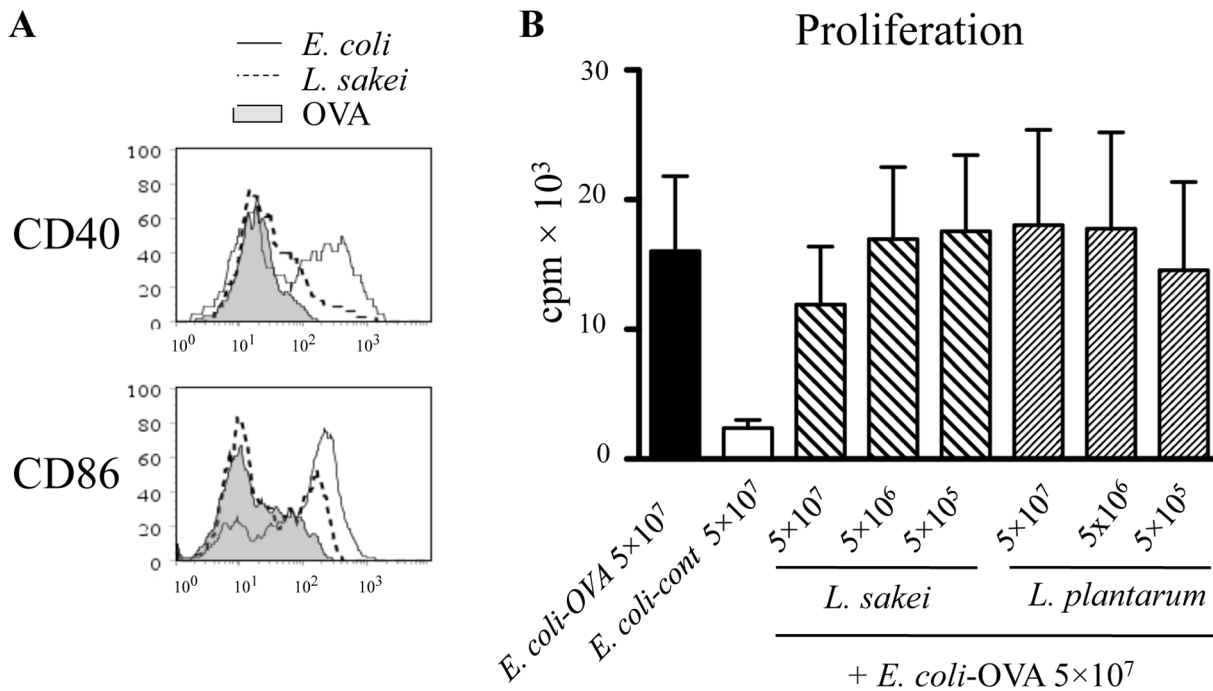 A
E. coli
L. sakei
OVA
CD40
100
80
60
40
20
0
10⁰ 10¹ 10² 10³
CD86
100
80
60
40
20
0
10⁰ 10¹ 10² 10³
B
Proliferation
cpm × 10³
30
20
10
0
E. coli-OVA 5×10⁷
E. coli-cont 5×10⁷
5×10⁷
5×10⁶
5×10⁵
5×10⁷
5x10⁶
5×10⁵
L. sakei
L. plantarum
+ E. coli-OVA 5×10⁷